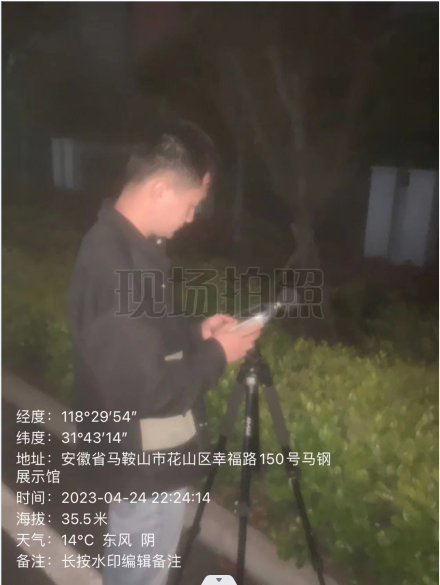 现场拍照
经度：118°29′54″
纬度：31°43′14″
地址：安徽省马鞍山市花山区幸福路150号马钢
展示馆
时间：2023-04-24 22:24:14
海拔：35.5米
天气：14°C 东风 阴
备注：长按水印编辑备注